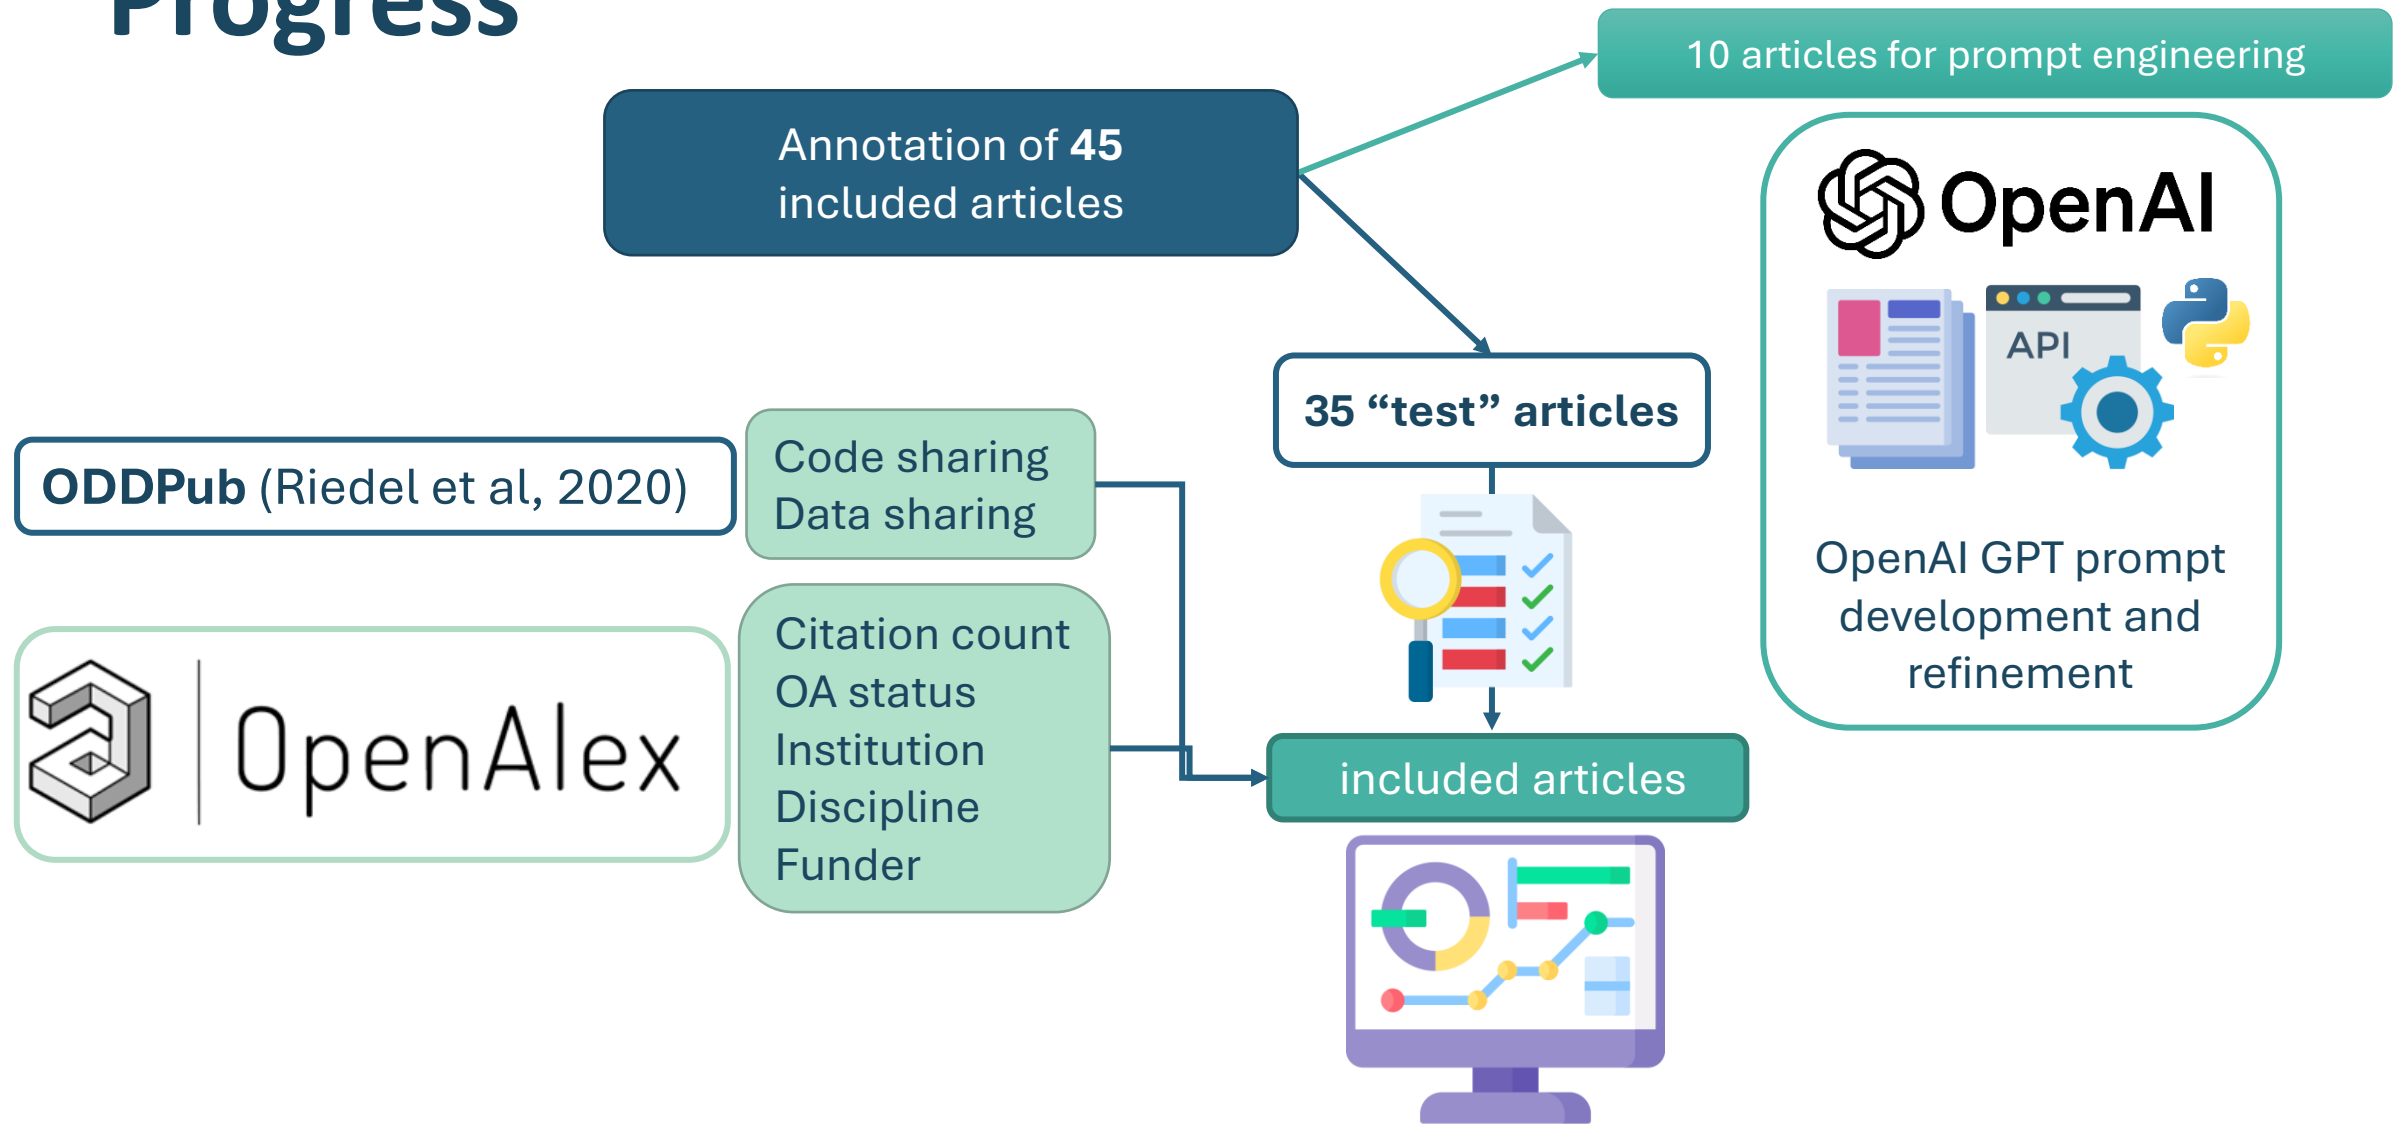 Progress
10 articles for prompt engineering
Annotation of 45
included articles
OpenAI
API
35 “test” articles
ODDPub (Riedel et al, 2020)
Code sharing
Data sharing
OpenAI GPT prompt
development and
refinement
OpenAlex
Citation count
OA status
Institution
Discipline
Funder
included articles